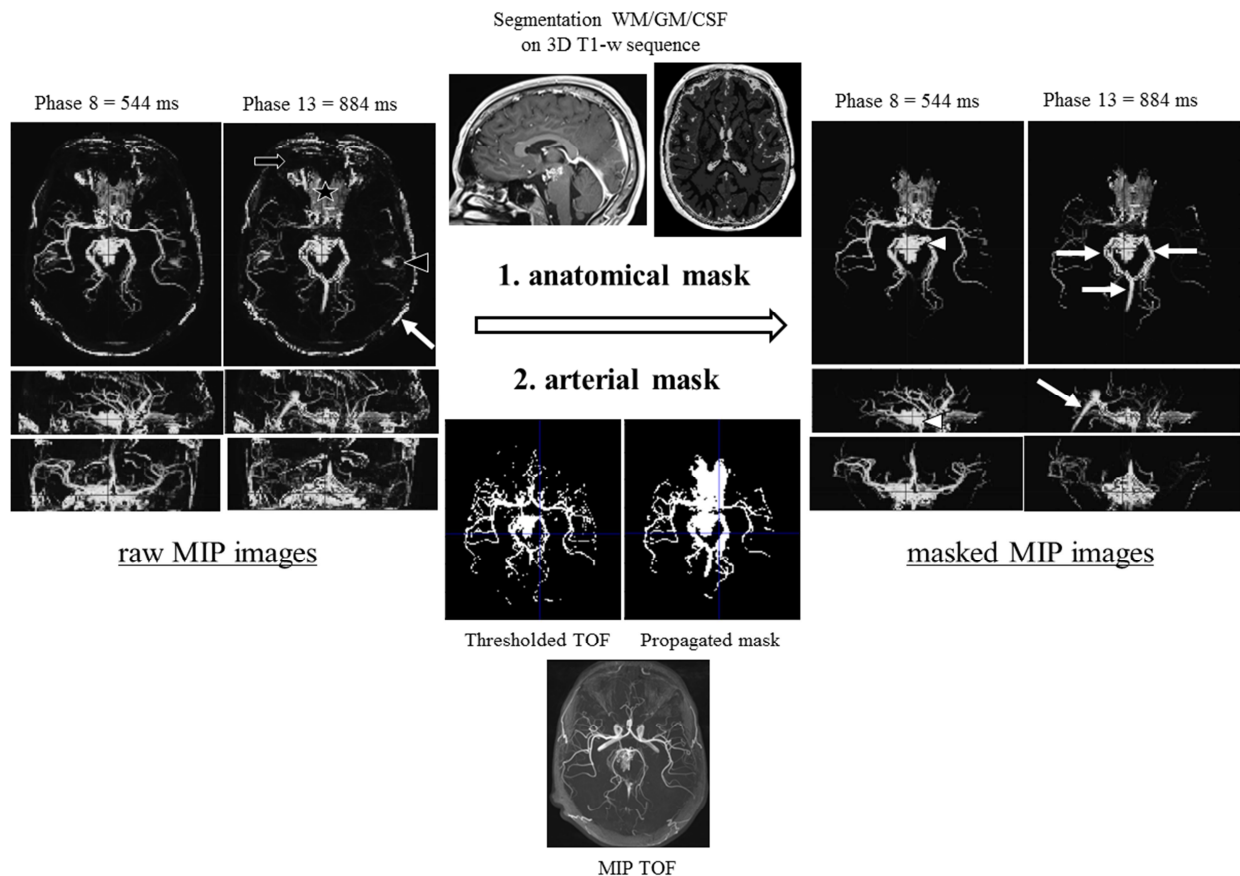 Segmentation WM/GM/CSF
on 3D T1-w sequence
Phase 8 = 544 ms
Phase 13 = 884 ms
Phase 8 = 544 ms
Phase 13 = 884 ms
1. anatomical mask
2. arterial mask
raw MIP images
masked MIP images
Thresholded TOF
Propagated mask
MIP TOF